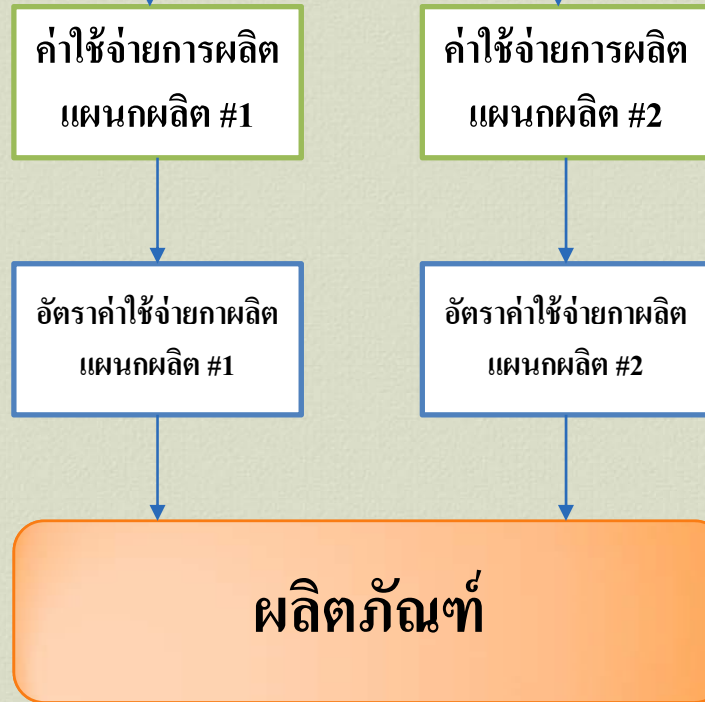 ค่าใช้จ่ายการผลิต
แผนกผลิต #1
ค่าใช้จ่ายการผลิต
แผนกผลิต #2
อัตราค่าใช้จ่ายกาผลิต
แผนกผลิต #1
อัตราค่าใช้จ่ายกาผลิต
แผนกผลิต #2
ผลิตภัณฑ์